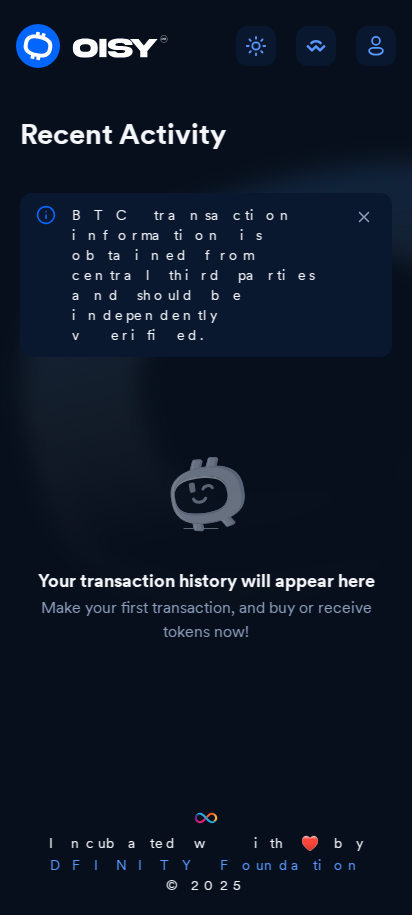 OISY
Recent Activity
BTC transaction
information is
obtained from
central third parties
and should be
independently
verified.
Your transaction history will appear here
Make your first transaction, and buy or receive
tokens now!
Incubated with ❤️ by
DFINITY Foundation
© 2025